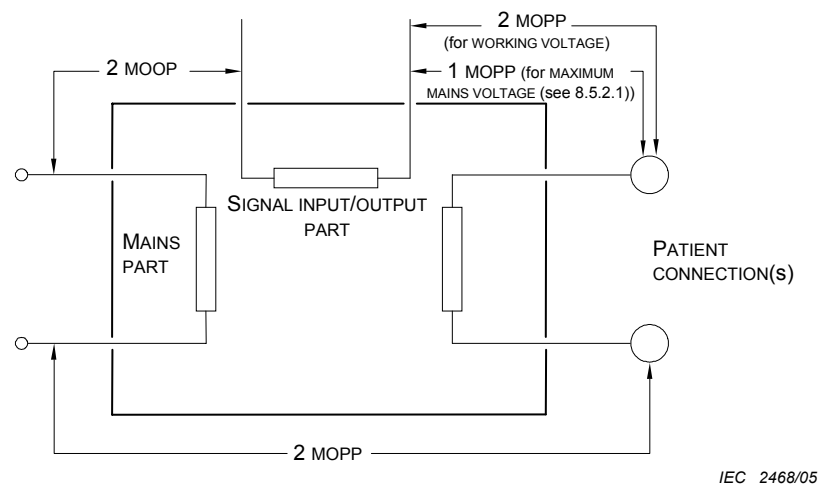 2 MOPP
(for WORKING VOLTAGE)
2 MOOP
1 MOPP (for MAXIMUM
MAINS VOLTAGE (see 8.5.2.1))
SIGNAL INPUT/OUTPUT
PART
MAINS
PART
PATIENT
CONNECTION(s)
2 MOPP
IEC 2468/05